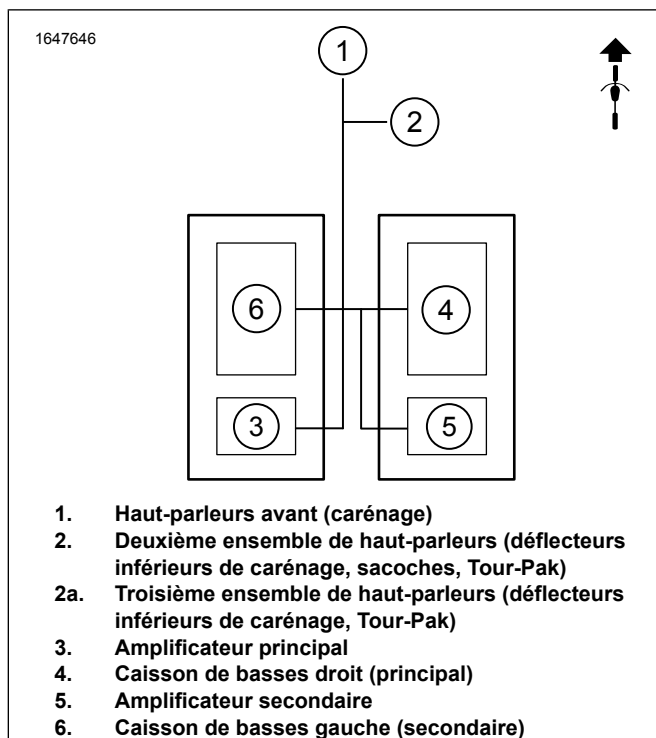 1647646
1
2
6
4
3
5
1. Haut-parleurs avant (carénage)
2. Deuxième ensemble de haut-parleurs (déflecteurs
inférieurs de carénage, sacoches, Tour-Pak)
2a. Troisième ensemble de haut-parleurs (déflecteurs
inférieurs de carénage, Tour-Pak)
3. Amplificateur principal
4. Caisson de basses droit (principal)
5. Amplificateur secondaire
6. Caisson de basses gauche (secondaire)